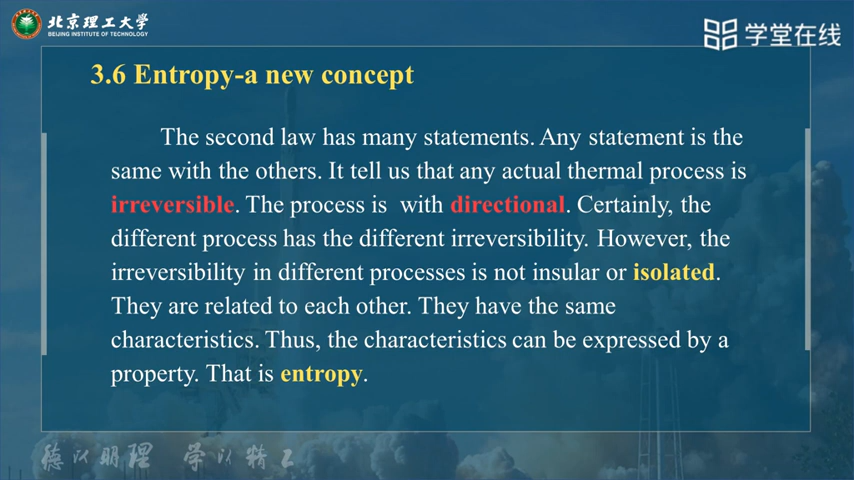 北京理工大学
BEIJING INSTITUTE OF TECHNOLOGY
学堂在线
3.6 Entropy-a new concept
The second law has many statements. Any statement is the
same with the others. It tell us that any actual thermal process is
irreversible. The process is with directional. Certainly, the
different process has the different irreversibility. However, the
irreversibility in different processes is not insular or isolated.
They are related to each other. They have the same
characteristics. Thus, the characteristics can be expressed by a
property. That is entropy.
德以明理 学以精工